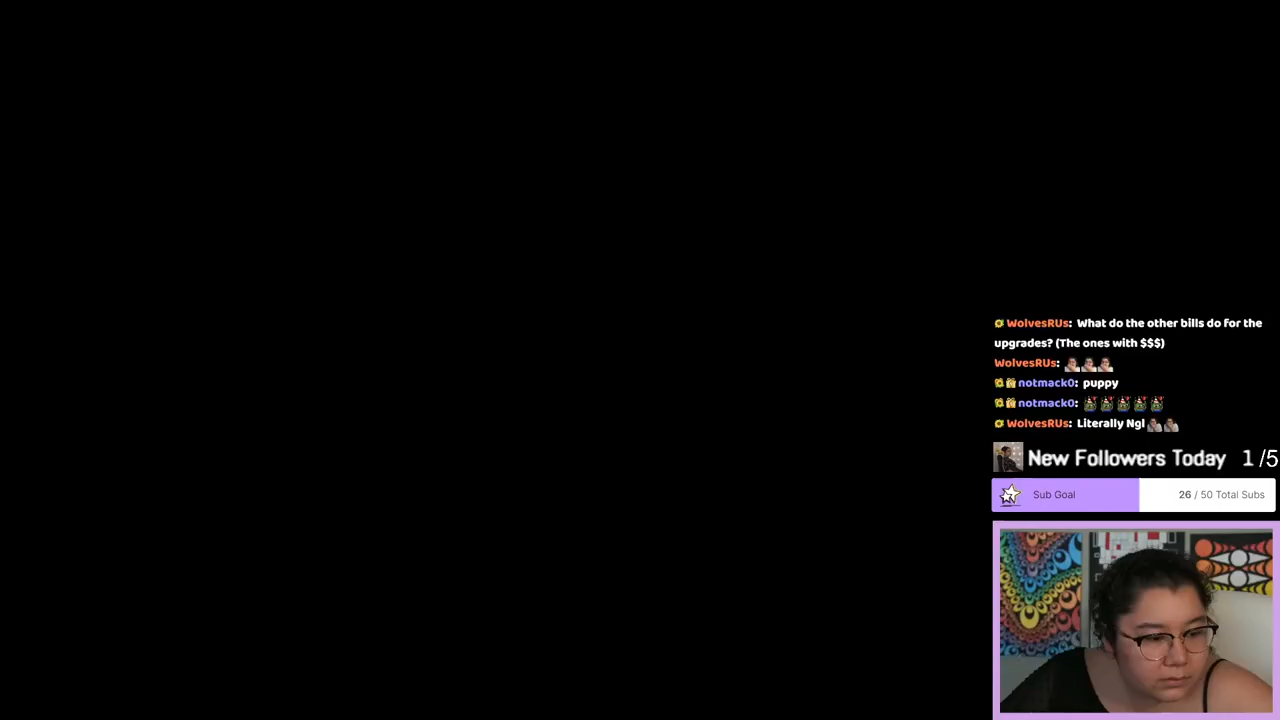 WolvesRUs: What do the other bills do for the
upgrades? (The ones with $$$)
WolvesRUs:
notmack0: puppy
notmack0:
WolvesRUs: Literally Ngl
New Followers Today 1 /5
Sub Goal 26 / 50 Total Subs